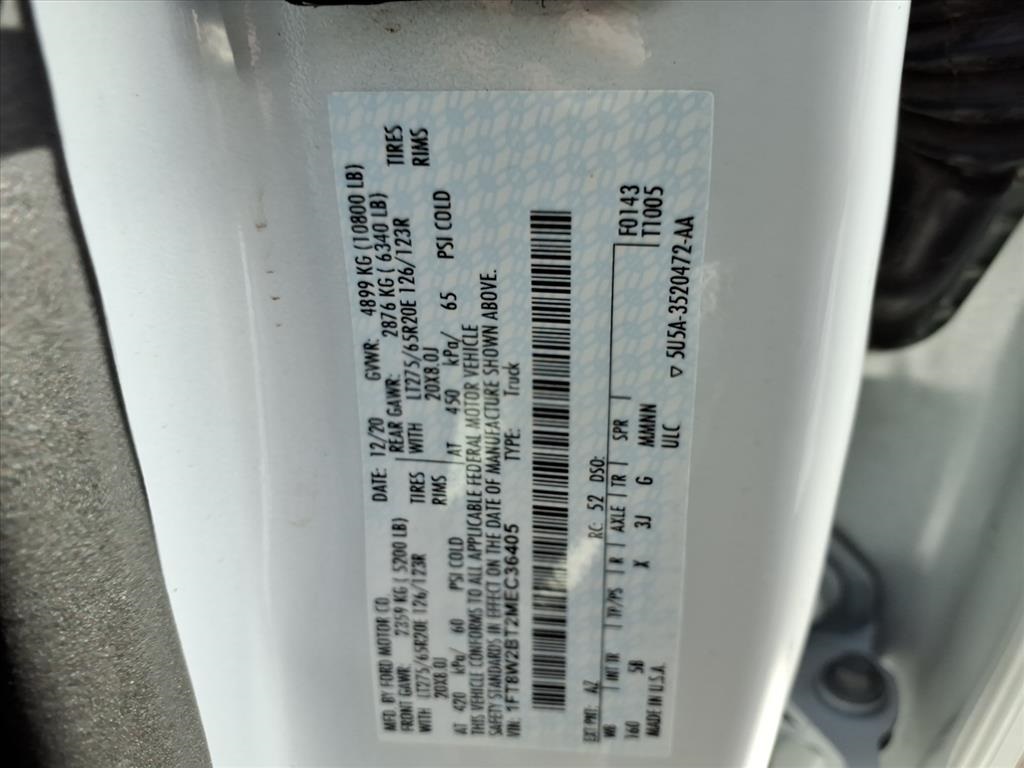 MFD. BY FORD MOTOR CO.
DATE: 12/20 GVWR: 4899 KG (10800 LB)
FRONT GAWR: 2359 KG ( 5200 LB) REAR GAWR: 2876 KG ( 6340 LB)
WITH LT275/65R20E 126/123R TIRES WITH LT275/65R20E 126/123R TIRES
20X8.0J RIMS 20X8.0J RIMS
AT 420 kPa/ 60 PSI COLD AT 450 kPa/ 65 PSI COLD
THIS VEHICLE CONFORMS TO ALL APPLICABLE FEDERAL MOTOR VEHICLE
SAFETY STANDARDS IN EFFECT ON THE DATE OF MANUFACTURE SHOWN ABOVE.
VIN: 1FT8W2BT2MEC36405 TYPE: Truck
EXT PNT: RC: 52 DSO: F0143
WB INT TR TP/PS R AXLE TR SPR TT005
160 5B X 3J G MMMN
MADE IN U.S.A. ULC ▽ 5U5A-3520472-AA